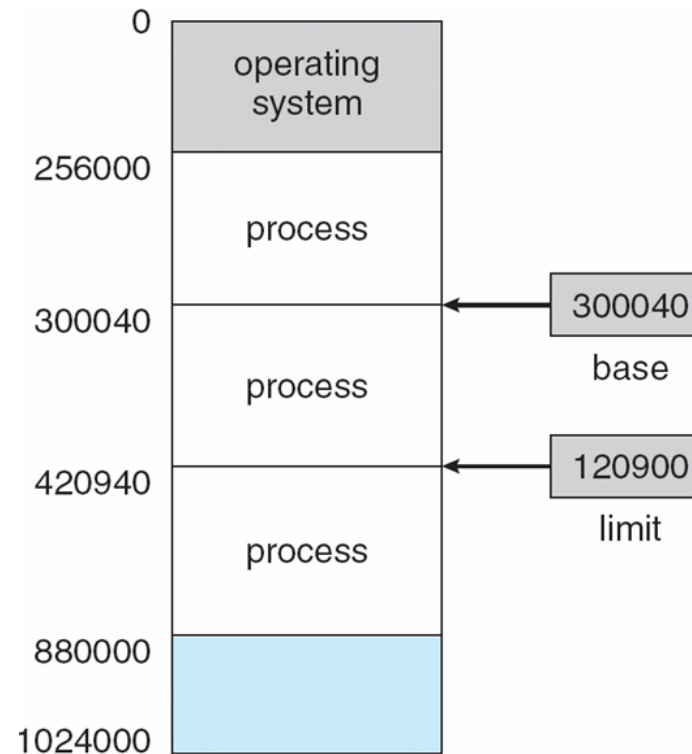 0
operating
system
256000
process
300040
300040
base
process
420940
120900
limit
process
880000
1024000